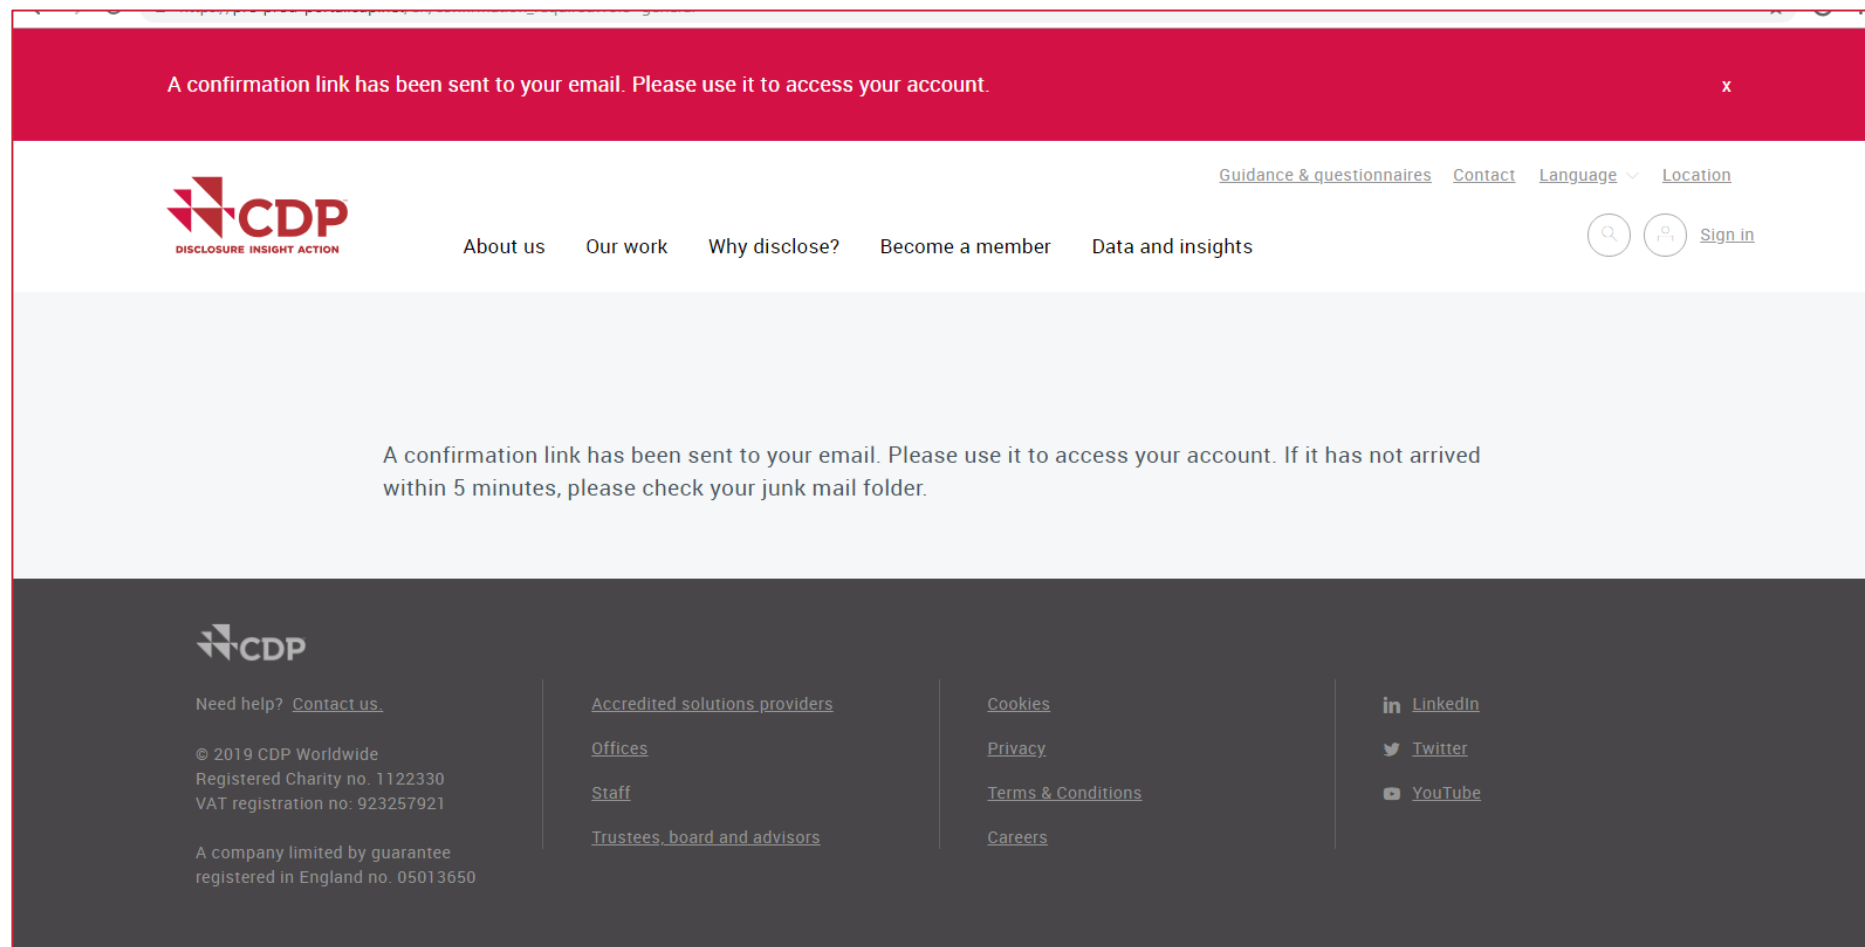 A confirmation link has been sent to your email. Please use it to access your account.
x
Guidance & questionnaires Contact Language Location
CDP
DISCLOSURE INSIGHT ACTION
About us Our work Why disclose? Become a member Data and insights
Sign in
A confirmation link has been sent to your email. Please use it to access your account. If it has not arrived
within 5 minutes, please check your junk mail folder.
CDP
Need help? Contact us.
© 2019 CDP Worldwide
Registered Charity no. 1122330
VAT registration no: 923257921
A company limited by guarantee
registered in England no. 05013650
Accredited solutions providers
Offices
Staff
Trustees, board and advisors
Cookies
Privacy
Terms & Conditions
Careers
LinkedIn
Twitter
YouTube